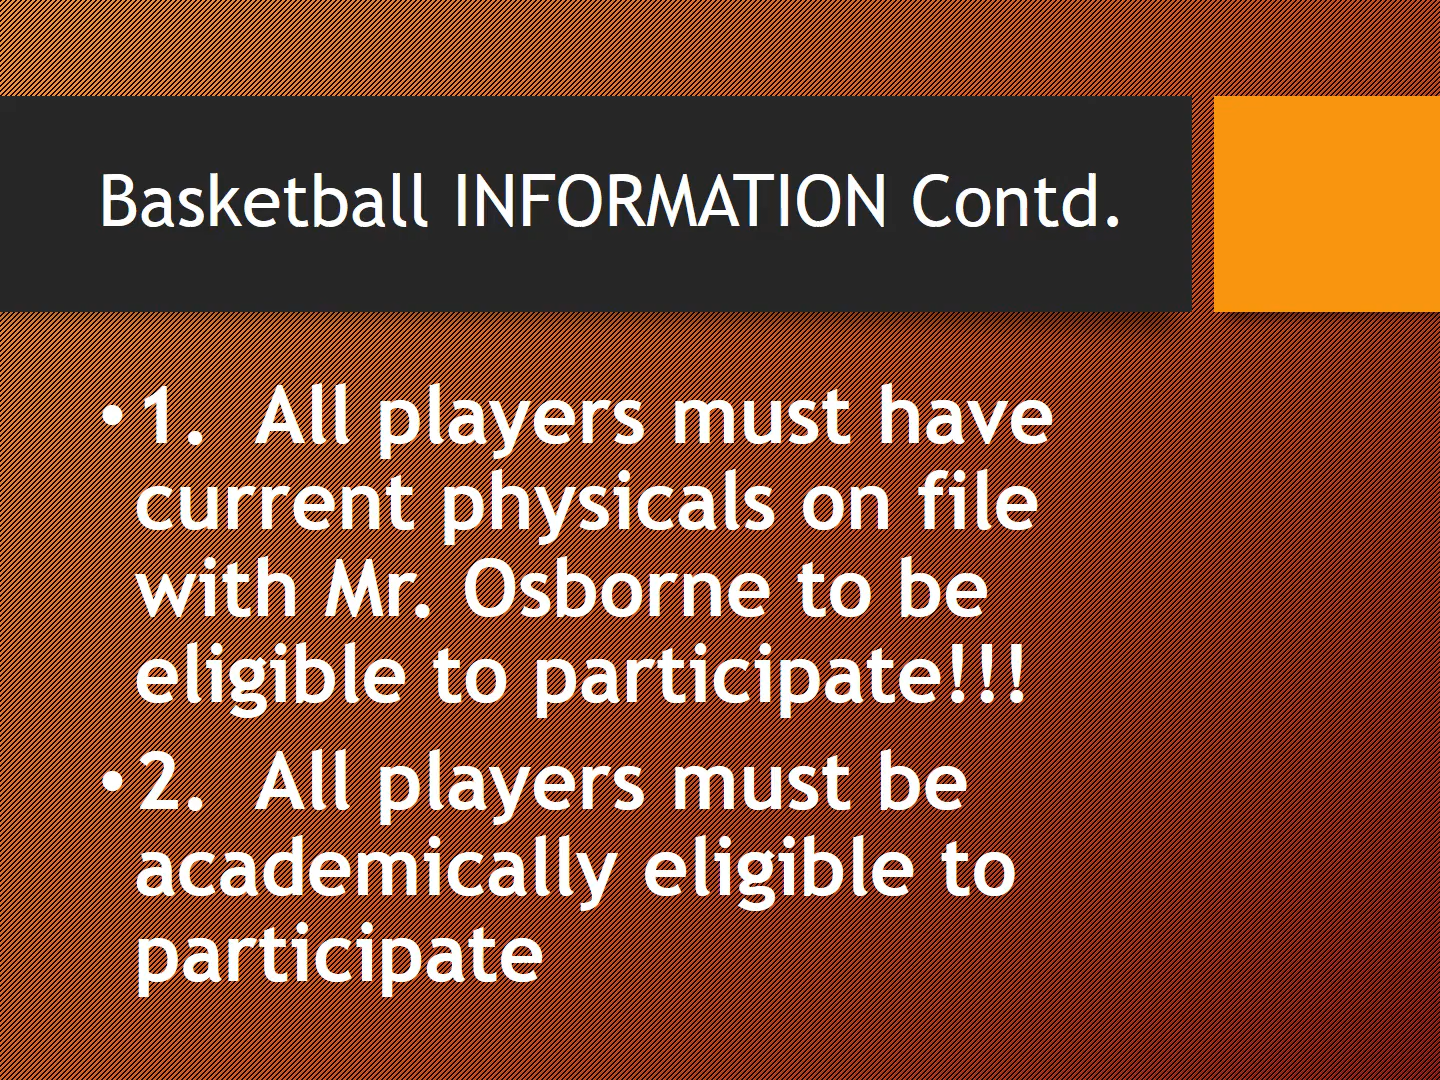 Basketball INFORMATION Contd.
•1.  All players must have
current physicals on file
with Mr. Osborne to be
eligible to participate!!!
•2.  All players must be
academically eligible to
participate